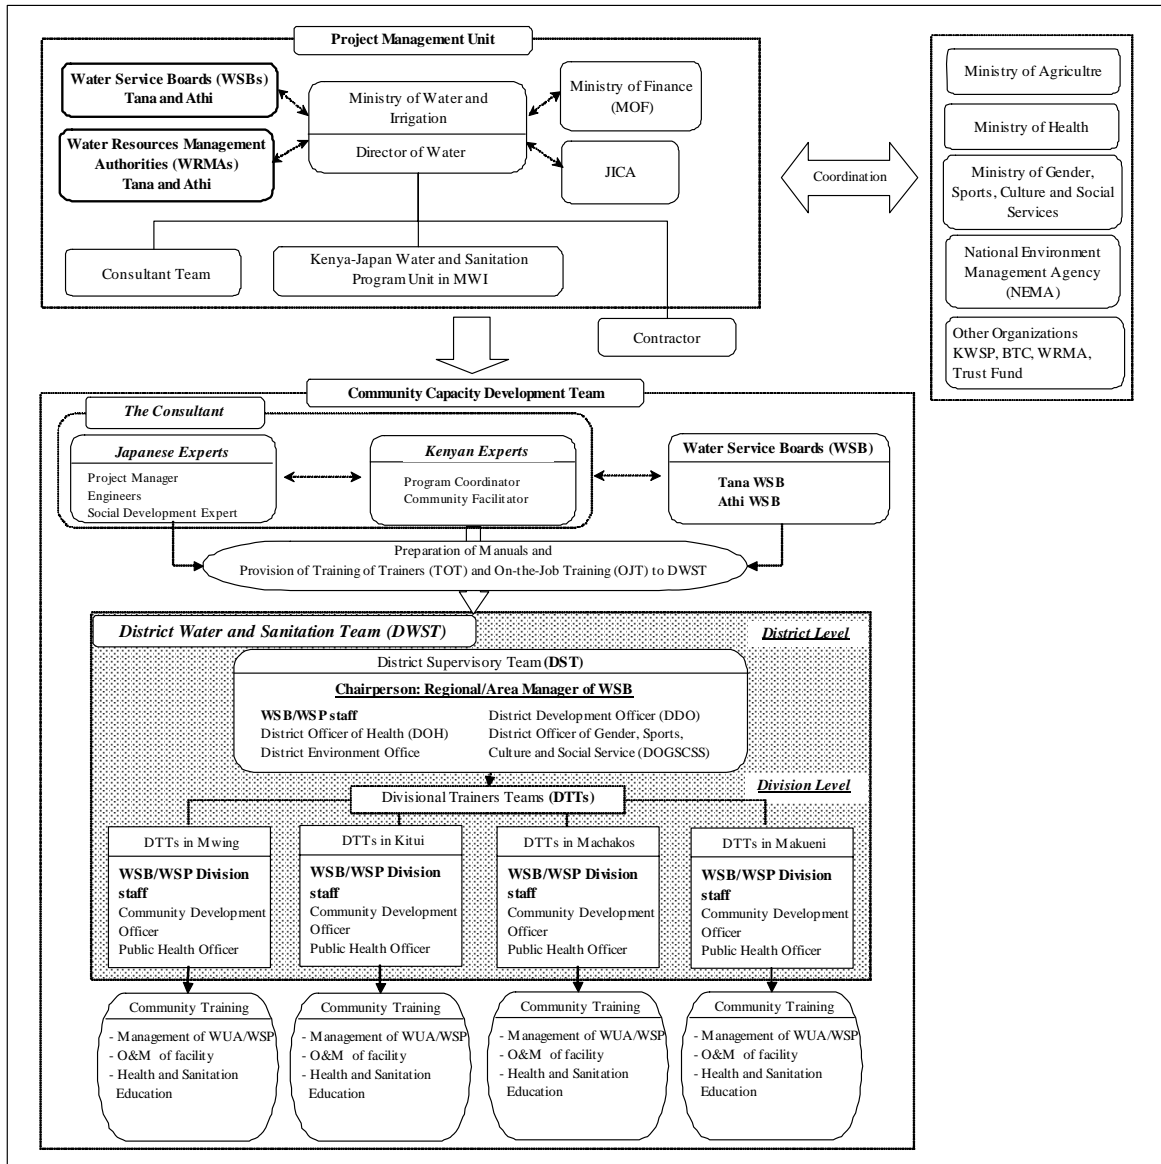 Project Management Unit
Water Service Boards (WSBs)
Tana and Athi
Water Resources Management
Authorities (WRMAs)
Tana and Athi
Ministry of Water and
Irrigation
Director of Water
Ministry of Finance
(MOF)
JICA
Consultant Team
Kenya-Japan Water and Sanitation
Program Unit in MWI
Contractor
Coordination
Ministry of Agricultre
Ministry of Health
Ministry of Gender,
Sports, Culture and Social
Services
National Environment
Management Agency
(NEMA)
Other Organizations
KWSP, BTC, WRMA,
Trust Fund
Community Capacity Development Team
The Consultant
Japanese Experts
Project Manager
Engineers
Social Development Expert
Kenyan Experts
Program Coordinator
Community Facilitator
Water Service Boards (WSB)
Tana WSB
Athi WSB
Preparation of Manuals and
Provision of Training of Trainers (TOT) and On-the-Job Training (OJT) to DWST
District Water and Sanitation Team (DWST)
District Level
District Supervisory Team (DST)
Chairperson: Regional/Area Manager of WSB
WSB/WSP staff
District Officer of Health (DOH)
District Environment Office
District Development Officer (DDO)
District Officer of Gender, Sports,
Culture and Social Service (DOGSCSS)
Division Level
Divisional Trainers Teams (DTTs)
DTTs in Mwing
WSB/WSP Division
staff
Community Development
Officer
Public Health Officer
DTTs in Kitui
WSB/WSP Division
staff
Community Development
Officer
Public Health Officer
DTTs in Machakos
WSB/WSP Division
staff
Community Development
Officer
Public Health Officer
DTTs in Makueni
WSB/WSP Division
staff
Community Development
Officer
Public Health Officer
Community Training
- Management of WUA/WSP
- O&M of facility
- Health and Sanitation
Education
Community Training
- Management of WUA/WSP
- O&M of facility
- Health and Sanitation
Education
Community Training
- Management of WUA/WSP
- O&M of facility
- Health and Sanitation
Education
Community Training
- Management of WUA/WSP
- O&M of facility
- Health and Sanitation
Education